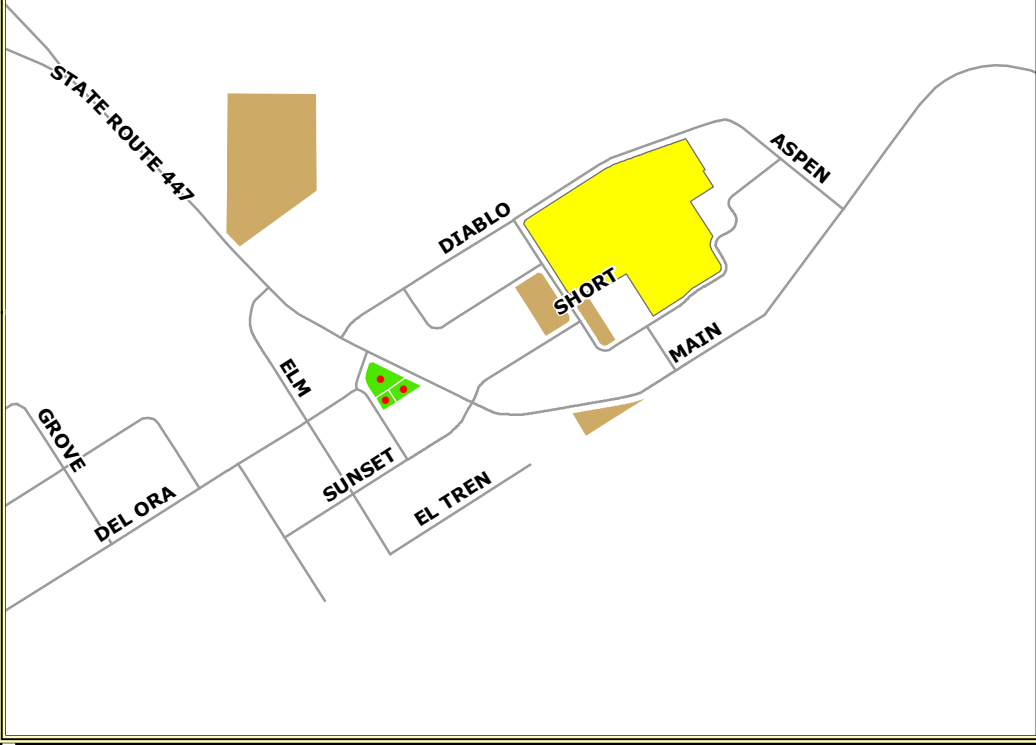 STATE ROUTE 447
ASPEN
DIABLO
SHORT
MAIN
ELM
GROVE
SUNSET
EL TREN
DEL ORA